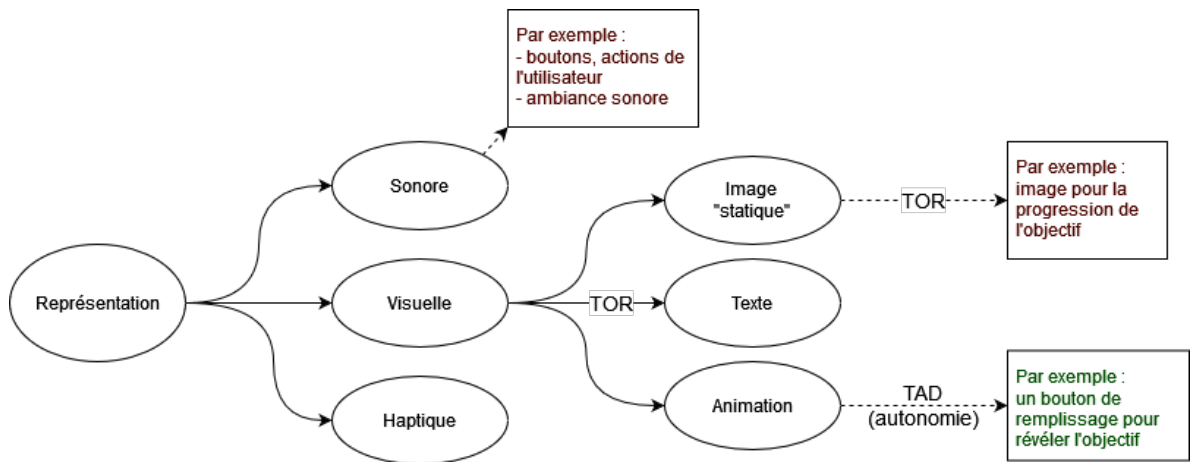 Par exemple :
- boutons, actions de
l'utilisateur
- ambiance sonore
Sonore
Image
"statique"
TOR
Par exemple :
image pour la
progression de
l'objectif
Représentation
Visuelle
TOR
Texte
Haptique
Animation
TAD
(autonomie)
Par exemple :
un bouton de
remplissage pour
révéler l'objectif